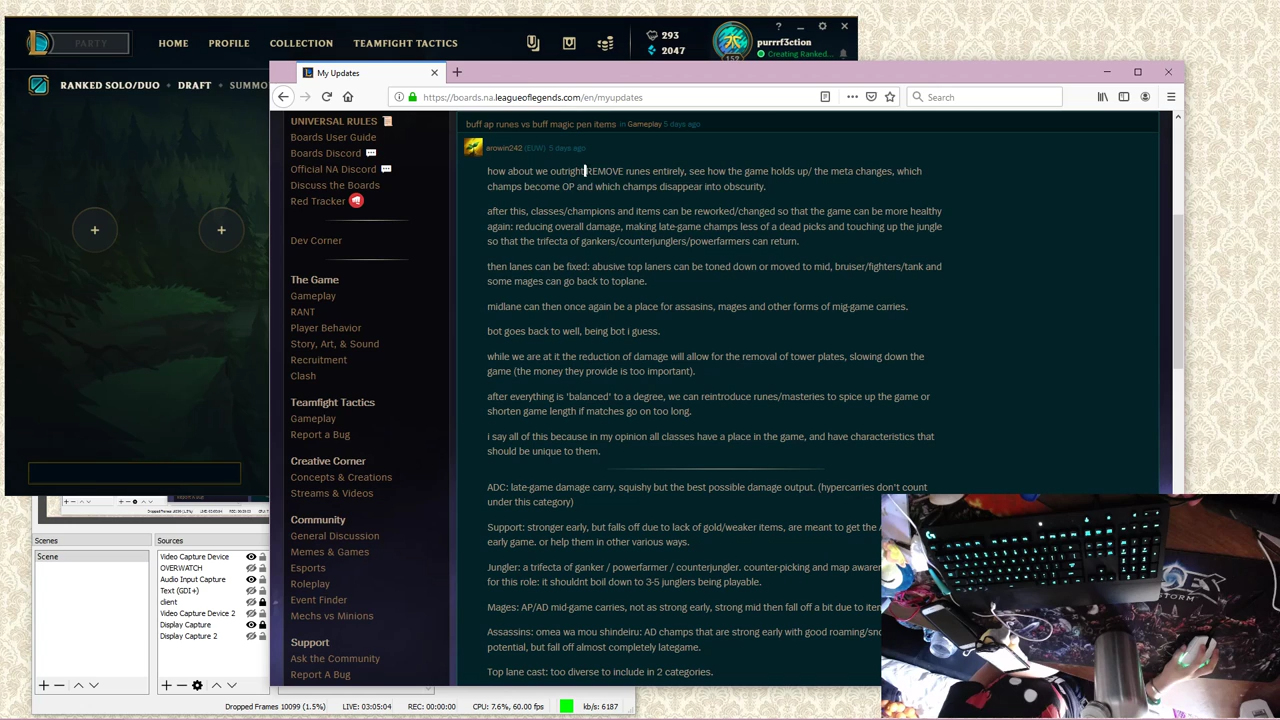 PARTY
HOME
PROFILE
COLLECTION
TEAMFIGHT TACTICS
293
2047
?
purrrf3ction
Creating Ranked...
152
RANKED SOLO/DUO
DRAFT
SUMMO
My Updates
https://boards.na.leagueoflegends.com/en/myupdates
Search
UNIVERSAL RULES
Boards User Guide
Boards Discord
Official NA Discord
Discuss the Boards
Red Tracker
Dev Corner
The Game
Gameplay
RANT
Player Behavior
Story, Art, & Sound
Recruitment
Clash
Teamfight Tactics
Gameplay
Report a Bug
Creative Corner
Concepts & Creations
Streams & Videos
Community
General Discussion
Memes & Games
Esports
Roleplay
Event Finder
Mechs vs Minions
Support
Ask the Community
Report A Bug
buff ap runes vs buff magic pen items in Gameplay 5 days ago
arowin242 (EUW) 5 days ago
how about we outright REMOVE runes entirely, see how the game holds up/ the meta changes, which
champs become OP and which champs disappear into obscurity.
after this, classes/champions and items can be reworked/changed so that the game can be more healthy
again: reducing overall damage, making late-game champs less of a dead picks and touching up the jungle
so that the trifecta of gankers/counterjunglers/powerfarmers can return.
then lanes can be fixed: abusive top laners can be toned down or moved to mid, bruiser/fighters/tank and
some mages can go back to toplane.
midlane can then once again be a place for assasins, mages and other forms of mig-game carries.
bot goes back to well, being bot i guess.
while we are at it the reduction of damage will allow for the removal of tower plates, slowing down the
game (the money they provide is too important).
after everything is 'balanced' to a degree, we can reintroduce runes/masteries to spice up the game or
shorten game length if matches go on too long.
i say all of this because in my opinion all classes have a place in the game, and have characteristics that
should be unique to them.
ADC: late-game damage carry, squishy but the best possible damage output. (hypercarries don't count
under this category)
Support: stronger early, but falls off due to lack of gold/weaker items, are meant to get the
early game. or help them in other various ways.
Jungler: a trifecta of ganker / powerfarmer / counterjungler. counter-picking and map awaren
for this role: it shouldnt boil down to 3-5 junglers being playable.
Mages: AP/AD mid-game carries, not as strong early, strong mid then fall off a bit due to item
Assassins: omea wa mou shindeiru: AD champs that are strong early with good roaming/sno
potential, but fall off almost completely lategame.
Top lane cast: too diverse to include in 2 categories.
Scenes
Scene
Sources
Video Capture Device
OVERWATCH
Audio Input Capture
Text (GDI+)
client
Video Capture Device 2
Display Capture
Display Capture 2
Dropped Frames 10099 (1.5%)
LIVE: 03:05:04
REC: 00:00:00
CPU: 7.6%, 60.00 fps
kb/s: 6187
STORM